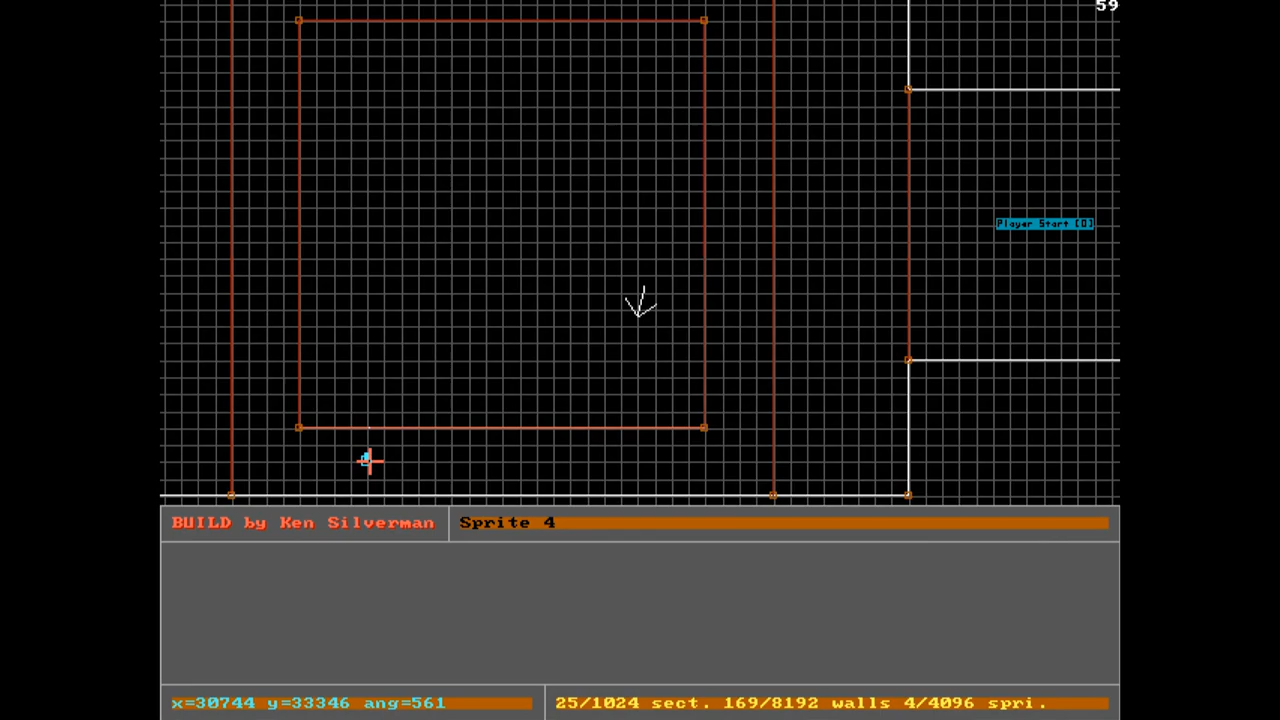 59
Player Start (0)
BUILD by Ken Silverman
Sprite 4
x=30744 y=33346 ang=561
25/1024 sect. 169/8192 walls 4/4096 spri.